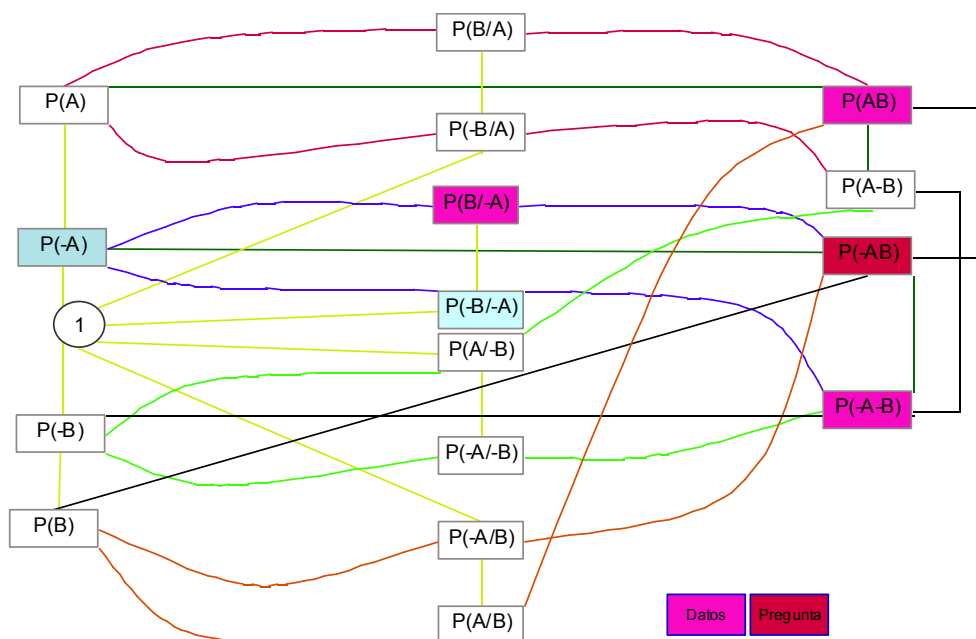 P(B/A)
P(A)
P(AB)
P(-B/A)
P(A-B)
P(B/-A)
P(-A)
P(-AB)
P(-B/-A)
1
P(A/-B)
P(-A-B)
P(-B)
P(-A/-B)
P(B)
P(-A/B)
P(A/B)
Datos
Pregunta